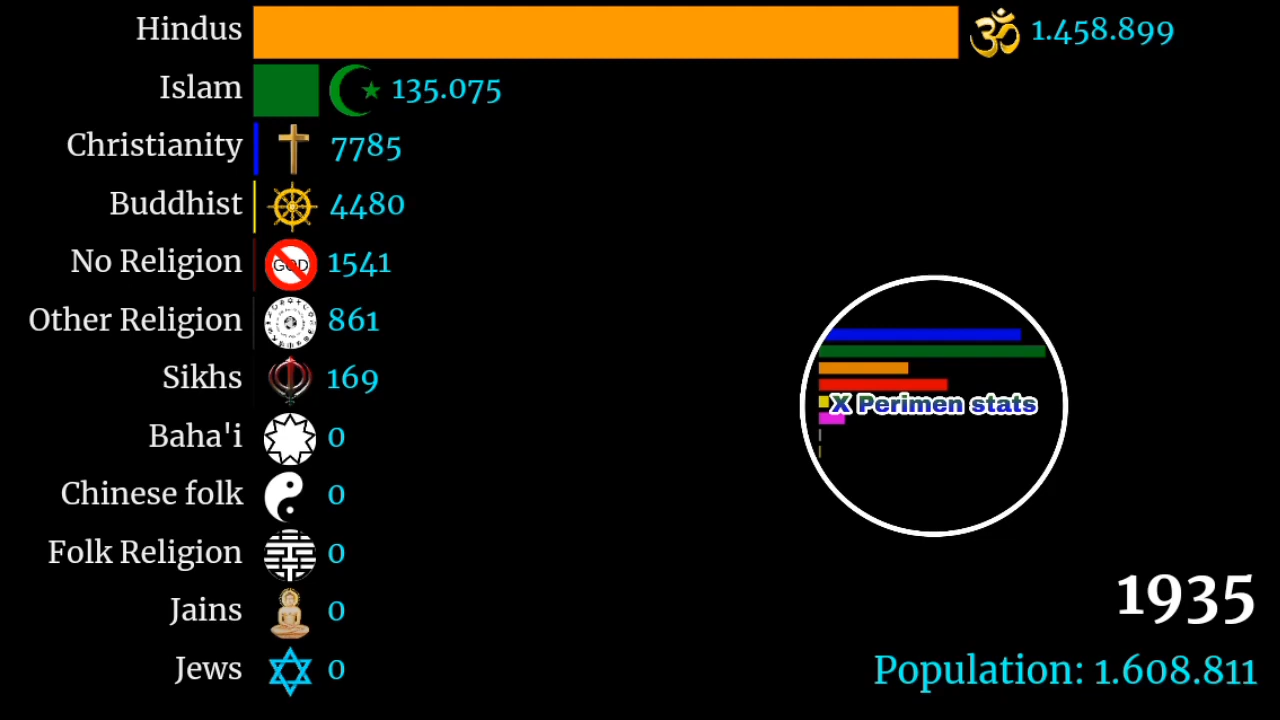 Hindus 1.458.899
Islam 135.075
Christianity 7785
Buddhist 4480
No Religion GOD 1541
Other Religion 861
Sikhs 169
Baha'i 0
Chinese folk 0
Folk Religion 0
Jains 0
Jews 0
X Perimen stats
1935
Population: 1.608.811